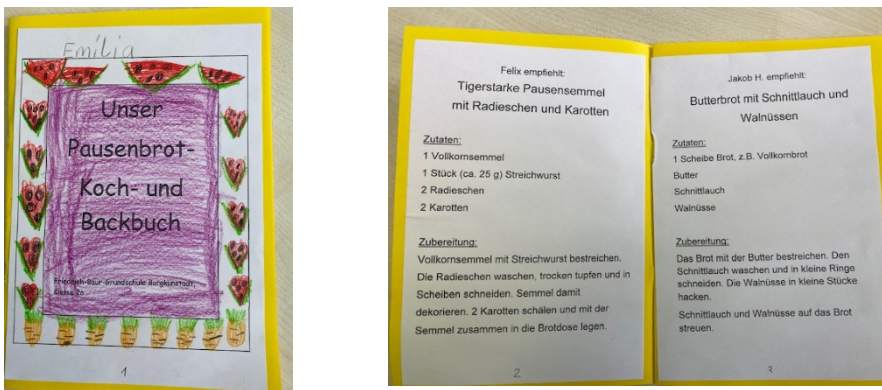 Emilia
Unser
Pausenbrot-
Koch- und
Backbuch
Friedrich-Baur-Grundschule Burgkunstadt,
Klasse 2a
1
Felix empfiehlt:
Tigerstarke Pausensemmel
mit Radieschen und Karotten
Zutaten:
1 Vollkornsemmel
1 Stück (ca. 25 g) Streichwurst
2 Radieschen
2 Karotten
Zubereitung:
Vollkornsemmel mit Streichwurst bestreichen.
Die Radieschen waschen, trocken tupfen und in
Scheiben schneiden. Semmel damit
dekorieren. 2 Karotten schälen und mit der
Semmel zusammen in die Brotdose legen.
2
Jakob H. empfiehlt:
Butterbrot mit Schnittlauch und
Walnüssen
Zutaten:
1 Scheibe Brot, z.B. Vollkornbrot
Butter
Schnittlauch
Walnüsse
Zubereitung:
Das Brot mit der Butter bestreichen. Den
Schnittlauch waschen und in kleine Ringe
schneiden. Die Walnüsse in kleine Stücke
hacken.
Schnittlauch und Walnüsse auf das Brot
streuen.
3